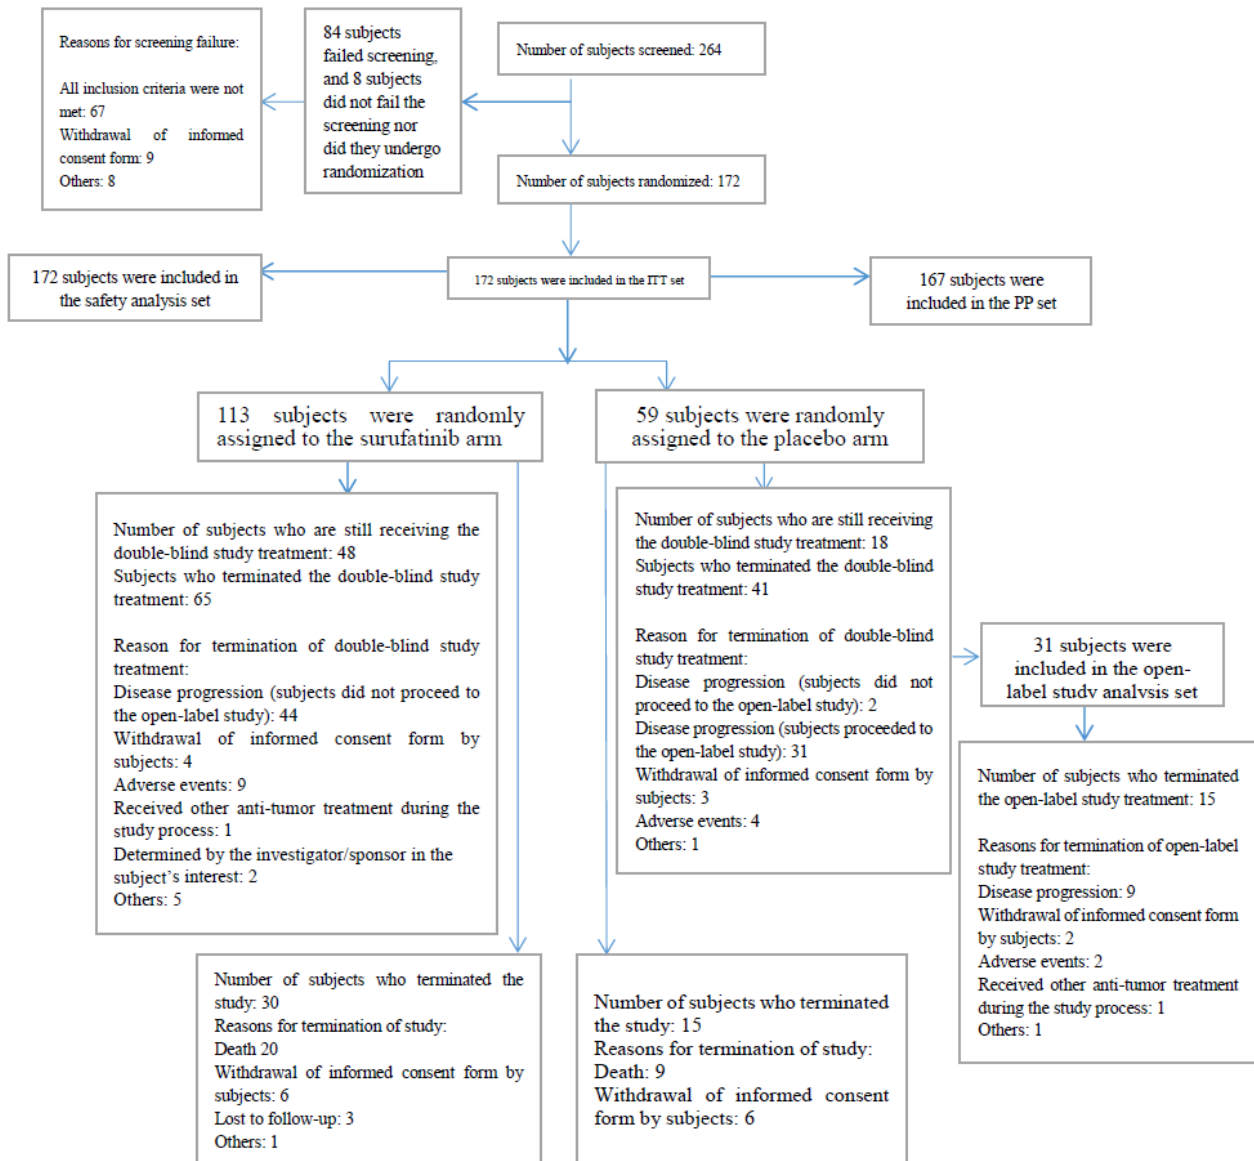 Reasons for screening failure:
All inclusion criteria were not
met: 67
Withdrawal of informed
consent form: 9
Others: 8
84 subjects
failed screening,
and 8 subjects
did not fail the
screening nor
did they undergo
randomization
Number of subjects screened: 264
Number of subjects randomized: 172
172 subjects were included in
the safety analysis set
172 subjects were included in the ITT set
167 subjects were
included in the PP set
113 subjects were randomly
assigned to the surufatinib arm
59 subjects were randomly
assigned to the placebo arm
Number of subjects who are still receiving the
double-blind study treatment: 48
Subjects who terminated the double-blind study
treatment: 65
Reason for termination of double-blind study
treatment:
Disease progression (subjects did not proceed to
the open-label study): 44
Withdrawal of informed consent form by
subjects: 4
Adverse events: 9
Received other anti-tumor treatment during the
study process: 1
Determined by the investigator/sponsor in the
subject's interest: 2
Others: 5
Number of subjects who are still receiving
the double-blind study treatment: 18
Subjects who terminated the double-blind
study treatment: 41
Reason for termination of double-blind
study treatment:
Disease progression (subjects did not
proceed to the open-label study): 2
Disease progression (subjects proceeded to
the open-label study): 31
Withdrawal of informed consent form by
subjects: 3
Adverse events: 4
Others: 1
31 subjects were
included in the open-
label study analysis set
Number of subjects who terminated
the open-label study treatment: 15
Reasons for termination of open-label
study treatment:
Disease progression: 9
Withdrawal of informed consent form
by subjects: 2
Adverse events: 2
Received other anti-tumor treatment
during the study process: 1
Others: 1
Number of subjects who terminated the
study: 30
Reasons for termination of study:
Death 20
Withdrawal of informed consent form by
subjects: 6
Lost to follow-up: 3
Others: 1
Number of subjects who terminated
the study: 15
Reasons for termination of study:
Death: 9
Withdrawal of informed consent
form by subjects: 6